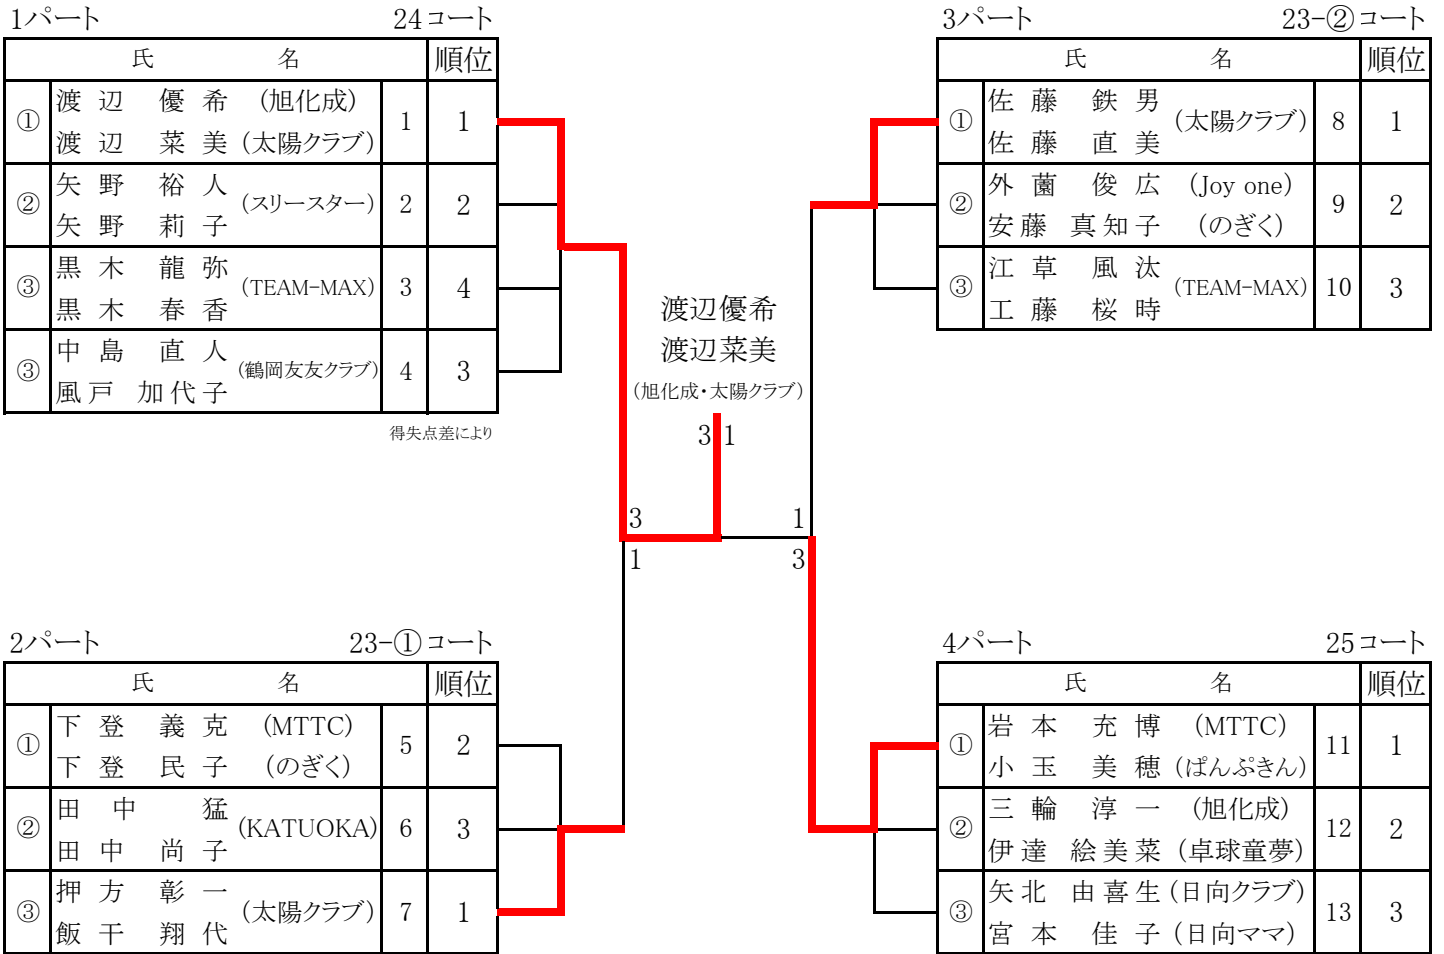 1パート 24コート
氏 名 順位
① 渡辺 優希 (旭化成) 1 1
渡辺 菜美 (太陽クラブ)
② 矢野 裕人 (スリースター) 2 2
矢野 莉子
③ 黒木 龍弥 (TEAM-MAX) 3 4
黒木 春香
③ 中島 直人 (鶴岡友友クラブ) 4 3
風戸 加代子
得失点差により
3パート 23-②コート
氏 名 順位
① 佐藤 鉄男 (太陽クラブ) 8 1
佐藤 直美
② 外薗 俊広 (Joy one) 9 2
安藤 真知子 (のぎく)
③ 江草 風汰 (TEAM-MAX) 10 3
工藤 桜時
渡辺優希
渡辺菜美
(旭化成・太陽クラブ)
3 1
3 1
1 3
2パート 23-①コート
氏 名 順位
① 下登 義克 (MTTC) 5 2
下登 民子 (のぎく)
② 田中 猛 (KATUOKA) 6 3
田中 尚子
③ 押方 彰一 (太陽クラブ) 7 1
飯干 翔代
4パート 25コート
氏 名 順位
① 岩本 充博 (MTTC) 11 1
小玉 美穂 (ぱんぷきん)
② 三輪 淳一 (旭化成) 12 2
伊達 絵美菜 (卓球童夢)
③ 矢北 由喜生 (日向クラブ) 13 3
宮本 佳子 (日向ママ)